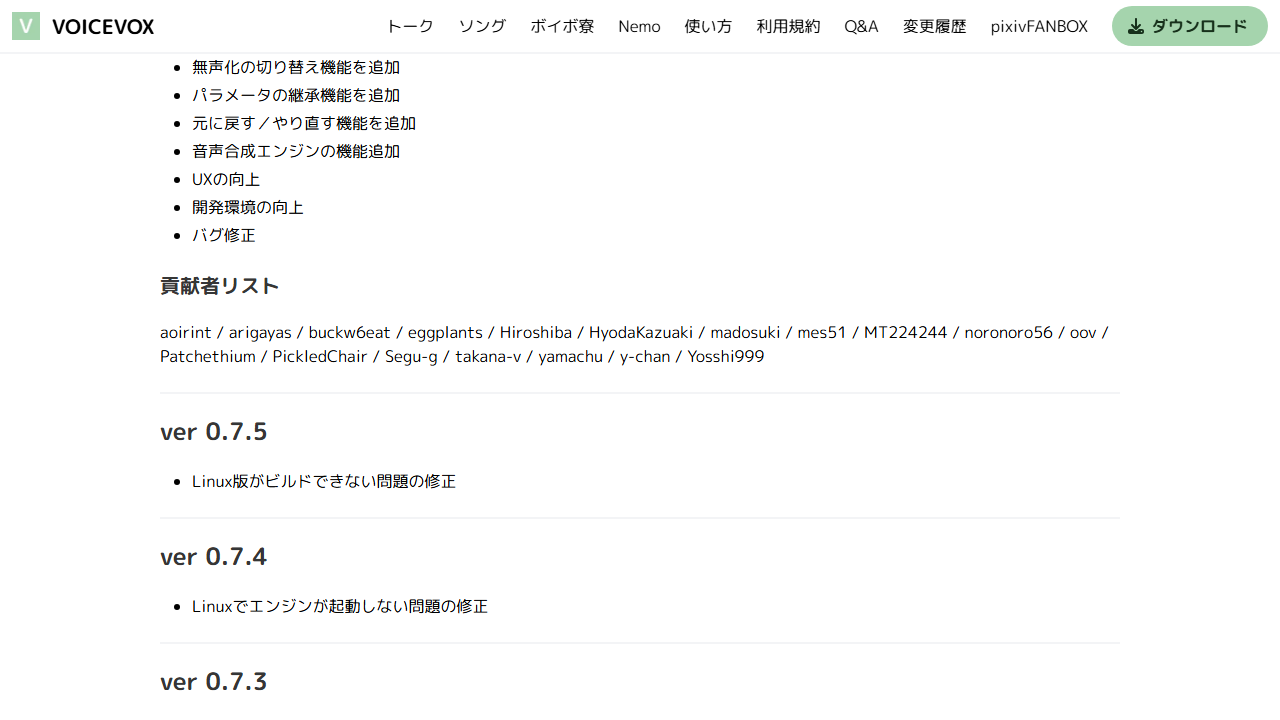 V VOICEVOX トーク ソング ボイボ寮 Nemo 使い方 利用規約 Q&A 変更履歴 pixivFANBOX ダウンロード
無声化の切り替え機能を追加
パラメータの継承機能を追加
元に戻す／やり直す機能を追加
音声合成エンジンの機能追加
UXの向上
開発環境の向上
バグ修正
貢献者リスト
aoirint / arigayas / buckw6eat / eggplants / Hiroshiba / HyodaKazuaki / madosuki / mes51 / MT224244 / noronoro56 / oov /
Patchethium / PickledChair / Segu-g / takana-v / yamachu / y-chan / Yosshi999
ver 0.7.5
Linux版がビルドできない問題の修正
ver 0.7.4
Linuxでエンジンが起動しない問題の修正
ver 0.7.3